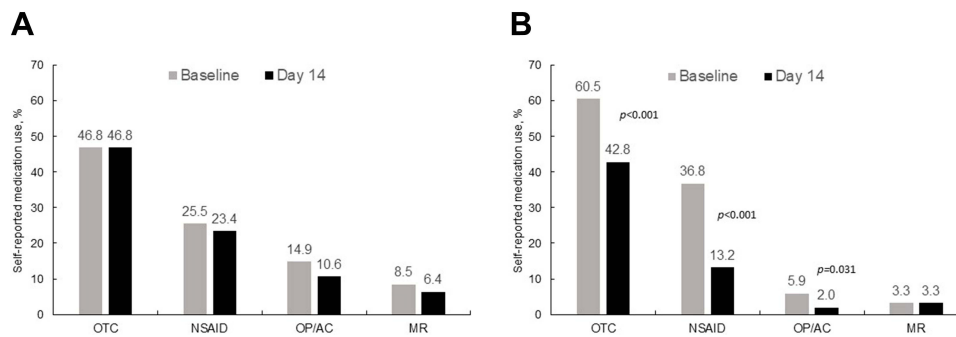 A
Baseline Day 14
Self-reported medication use, %
70
60
50
40
30
20
10
0
46.8 46.8
25.5 23.4
14.9 10.6
8.5 6.4
OTC NSAID OP/AC MR
B
Baseline Day 14
Self-reported medication use, %
70
60
50
40
30
20
10
0
60.5 42.8
p<0.001
36.8 13.2
p<0.001
5.9 2.0
p=0.031
3.3 3.3
OTC NSAID OP/AC MR